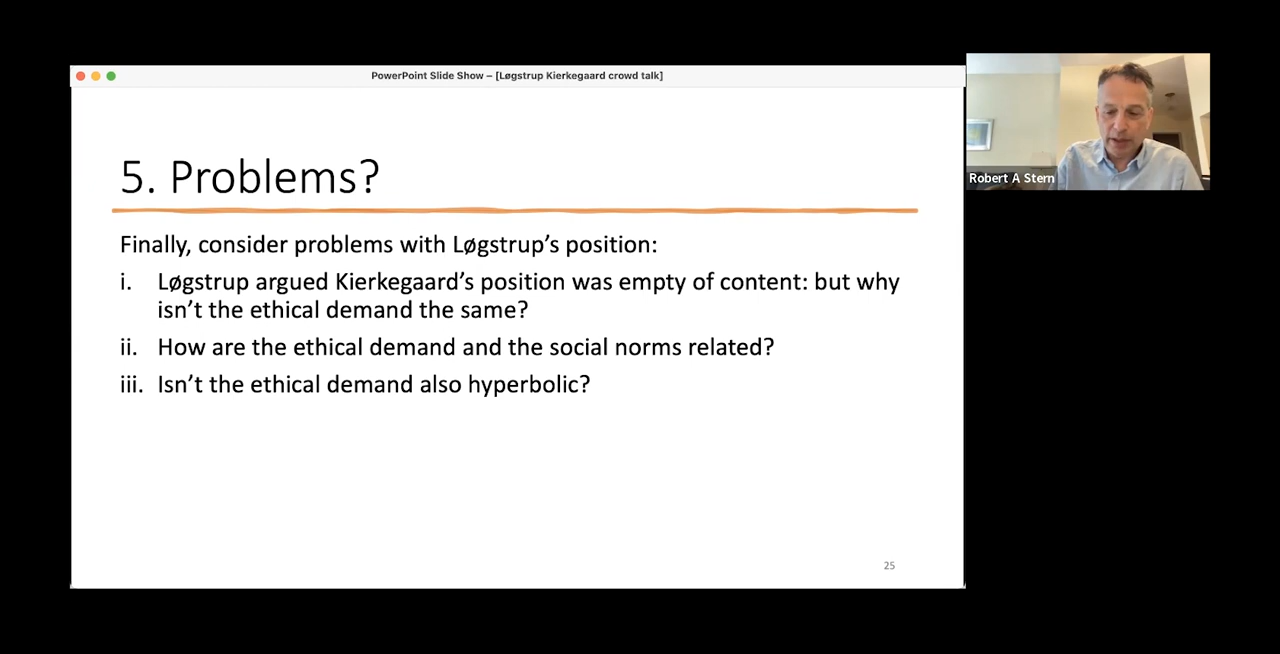 PowerPoint Slide Show – [Løgstrup Kierkegaard crowd talk]
Robert A Stern
5. Problems?
Finally, consider problems with Løgstrup’s position:
i. Løgstrup argued Kierkegaard’s position was empty of content: but why
isn’t the ethical demand the same?
ii. How are the ethical demand and the social norms related?
iii. Isn’t the ethical demand also hyperbolic?
25